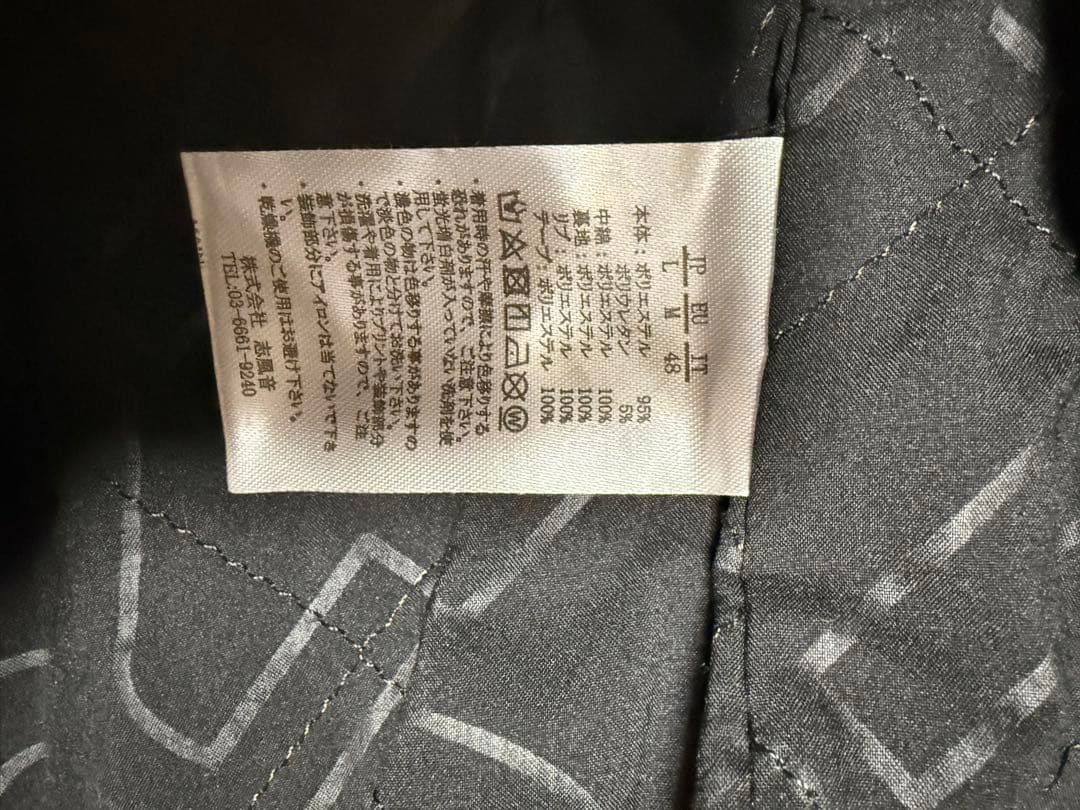 JP EU IT
L M 48
本体：ポリエステル 95%
ポリウレタン 5%
中綿：ポリエステル 100%
裏地：ポリエステル 100%
リブ：ポリエステル 100%
テープ：ポリエステル 100%
W
・着用時の汗や摩擦により色移りする
恐れがありますので、ご注意下さい。
・蛍光増白剤が入っていない洗剤を使
用して下さい。
・濃色の物は色移りする事がありますの
で淡色の物と分けてお洗い下さい。
・洗濯や着用によりプリントや装飾部分
が損傷する事がありますので、ご注
意下さい。
・装飾部分にアイロンは当てないで下さ
い。
・乾燥機のご使用はお避け下さい。
株式会社 志風音
TEL:03-6661-9240